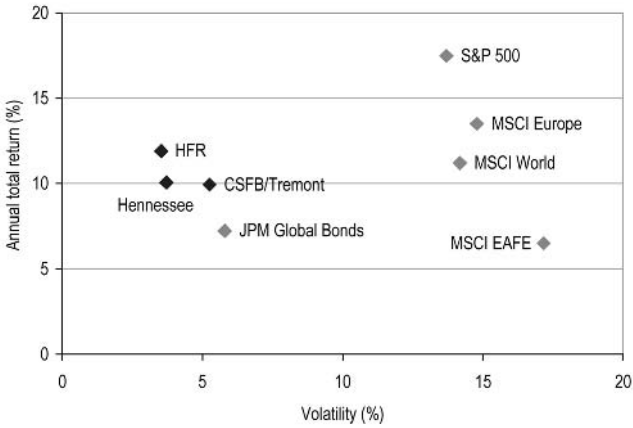 20
S&P 500
15
MSCI Europe
HFR
MSCI World
10
CSFB/Tremont
Hennessee
JPM Global Bonds
MSCI EAFE
5
0
0 5 10 15 20
Volatility (%)
Annual total return (%)